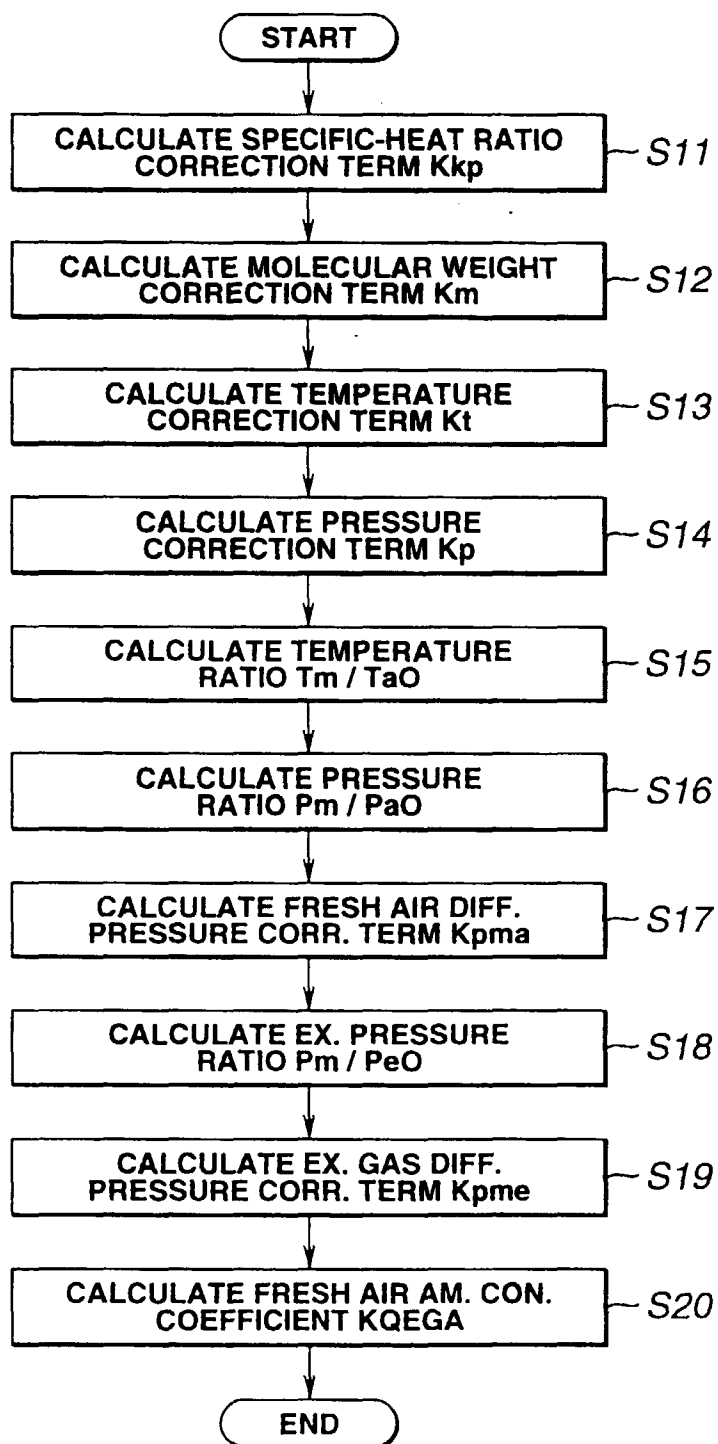 START
CALCULATE SPECIFIC-HEAT RATIO
CORRECTION TERM Kkp
S11
CALCULATE MOLECULAR WEIGHT
CORRECTION TERM Km
S12
CALCULATE TEMPERATURE
CORRECTION TERM Kt
S13
CALCULATE PRESSURE
CORRECTION TERM Kp
S14
CALCULATE TEMPERATURE
RATIO Tm / TaO
S15
CALCULATE PRESSURE
RATIO Pm / PaO
S16
CALCULATE FRESH AIR DIFF.
PRESSURE CORR. TERM Kpma
S17
CALCULATE EX. PRESSURE
RATIO Pm / PeO
S18
CALCULATE EX. GAS DIFF.
PRESSURE CORR. TERM Kpme
S19
CALCULATE FRESH AIR AM. CON.
COEFFICIENT KQEGA
S20
END